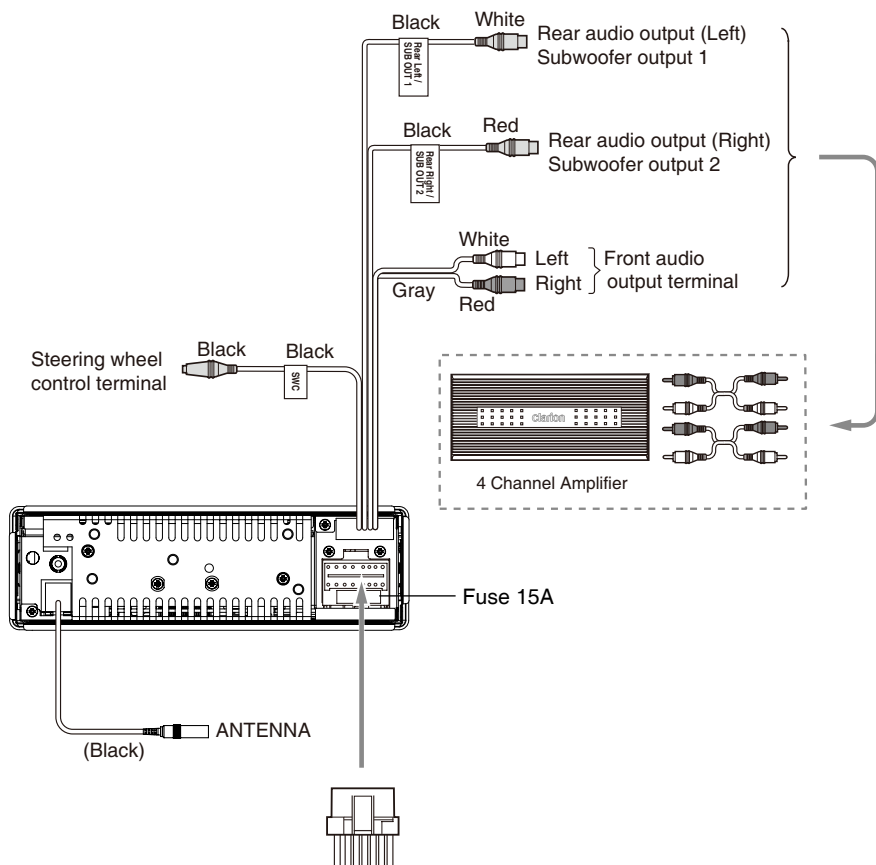 Black
White
Rear audio output (Left)
Subwoofer output 1
Rear Left /
SUB OUT 1
Black
Red
Rear audio output (Right)
Subwoofer output 2
Rear Right /
SUB OUT 2
White
Left
Front audio
output terminal
Right
Gray
Red
Steering wheel
control terminal
Black
Black
SWC
clarion
4 Channel Amplifier
Fuse 15A
ANTENNA
(Black)